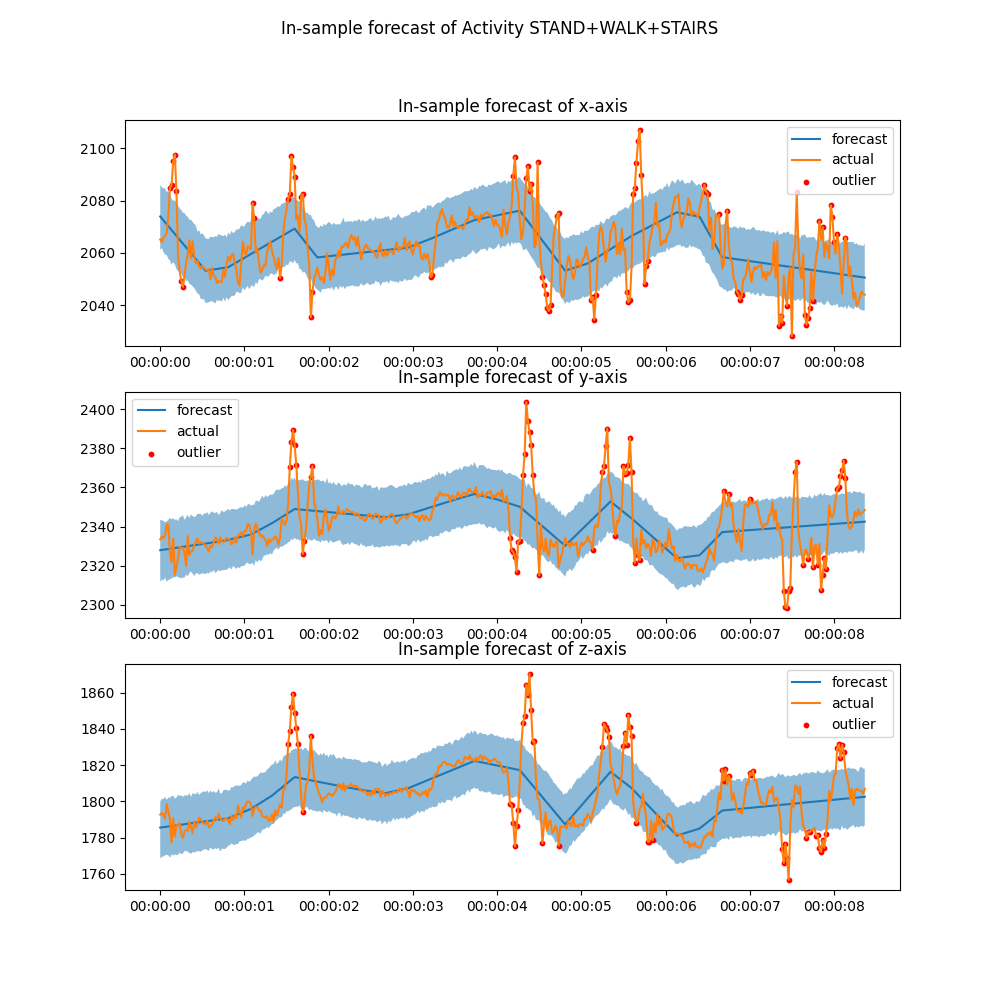 In-sample forecast of Activity STAND+WALK+STAIRS
In-sample forecast of x-axis
2100
2080
2060
2040
forecast
actual
outlier
00:00:00 00:00:01 00:00:02 00:00:03 00:00:04 00:00:05 00:00:06 00:00:07 00:00:08
In-sample forecast of y-axis
2400
2380
2360
2340
2320
2300
forecast
actual
outlier
00:00:00 00:00:01 00:00:02 00:00:03 00:00:04 00:00:05 00:00:06 00:00:07 00:00:08
In-sample forecast of z-axis
1860
1840
1820
1800
1780
1760
forecast
actual
outlier
00:00:00 00:00:01 00:00:02 00:00:03 00:00:04 00:00:05 00:00:06 00:00:07 00:00:08